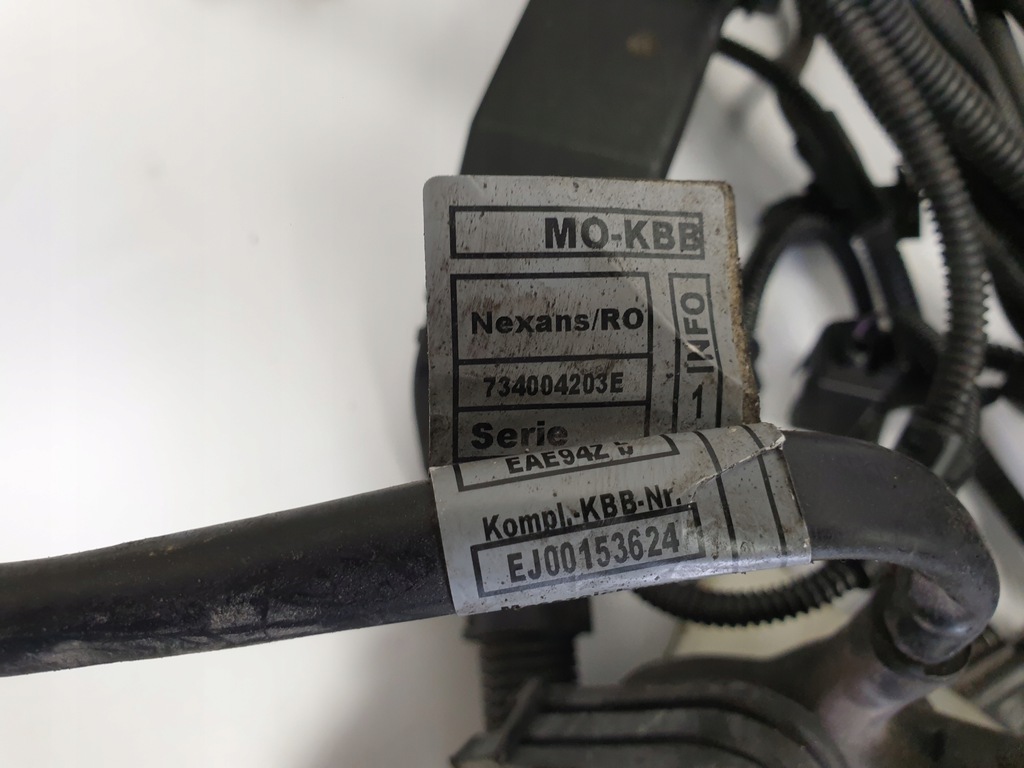 MO-KBB
Nexans/RO
INFO
734004203E
1
Serie
EAE94Z
Kompl.-KBB-Nr.
EJ00153624